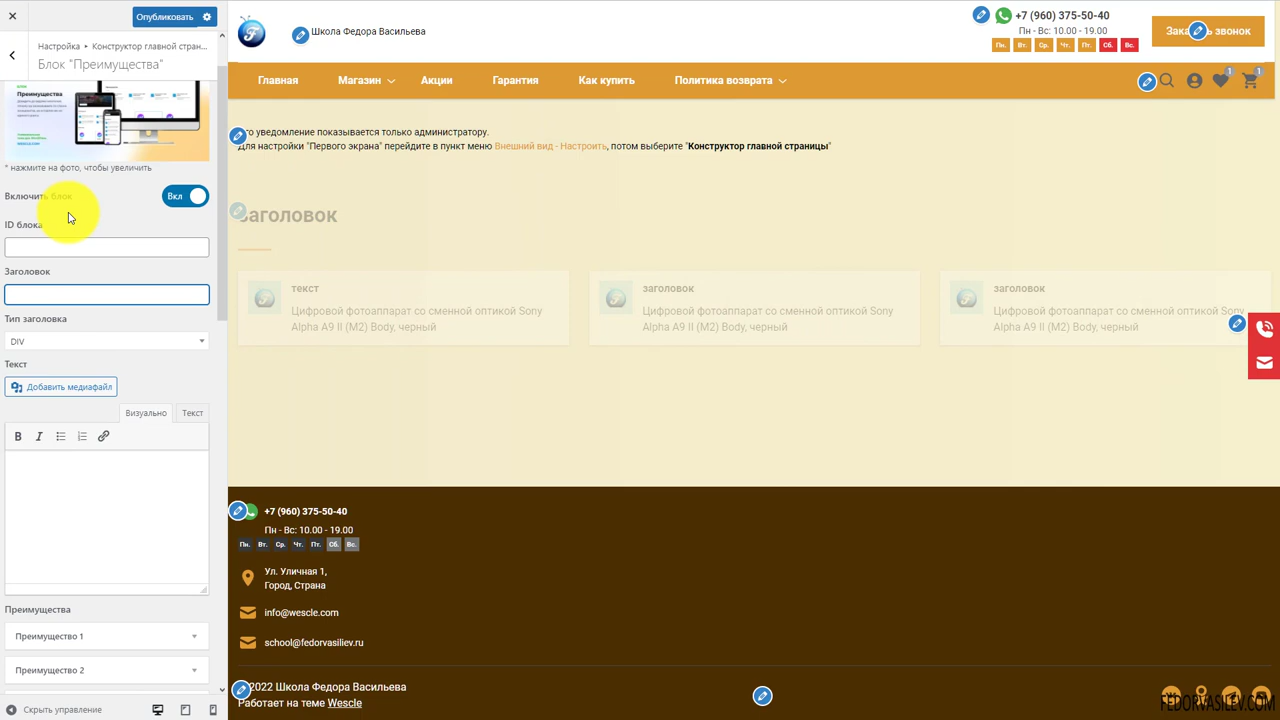 Опубликовать
Настройка ▸ Конструктор главной стран...
Блок "Преимущества"
Преимущества
* нажмите на фото, чтобы увеличить
Включить блок
Вкл
ID блока
Заголовок
Тип заголовка
DIV
Текст
Добавить медиафайл
Визуально
Текст
B I
Преимущества
Преимущество 1
Преимущество 2
Скрыть управление
Школа Федора Васильева
+7 (960) 375-50-40
Пн - Вс: 10.00 - 19.00
Пн. Вт. Ср. Чт. Пт. Сб. Вс.
звонок
Главная Магазин Акции Гарантия Как купить Политика возврата
1 1
уведомление показывается только администратору.
Для настройки "Первого экрана" перейдите в пункт меню Внешний вид - Настроить, потом выберите "Конструктор главной страницы"
заголовок
текст
Цифровой фотоаппарат со сменной оптикой Sony
Alpha A9 II (M2) Body, черный
заголовок
Цифровой фотоаппарат со сменной оптикой Sony
Alpha A9 II (M2) Body, черный
заголовок
Цифровой фотоаппарат со сменной оптикой Sony
Alpha A9 II (M2) Body, черный
+7 (960) 375-50-40
Пн - Вс: 10.00 - 19.00
Пн. Вт. Ср. Чт. Пт. Сб. Вс.
Ул. Уличная 1,
Город, Страна
info@wescle.com
school@fedorvasiliev.ru
2022 Школа Федора Васильева
Работает на теме Wescle
FEDORVASILEV.COM